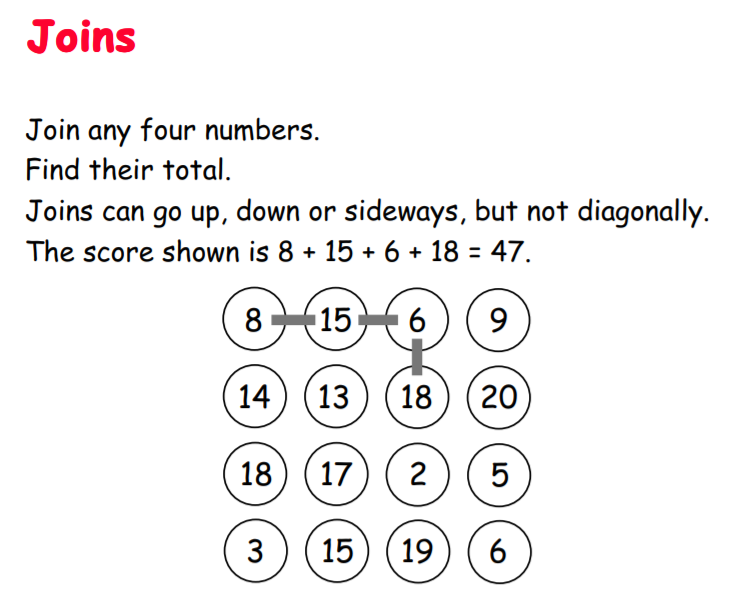 Joins
Join any four numbers.
Find their total.
Joins can go up, down or sideways, but not diagonally.
The score shown is 8 + 15 + 6 + 18 = 47.
8 15 6 9
14 13 18 20
18 17 2 5
3 15 19 6